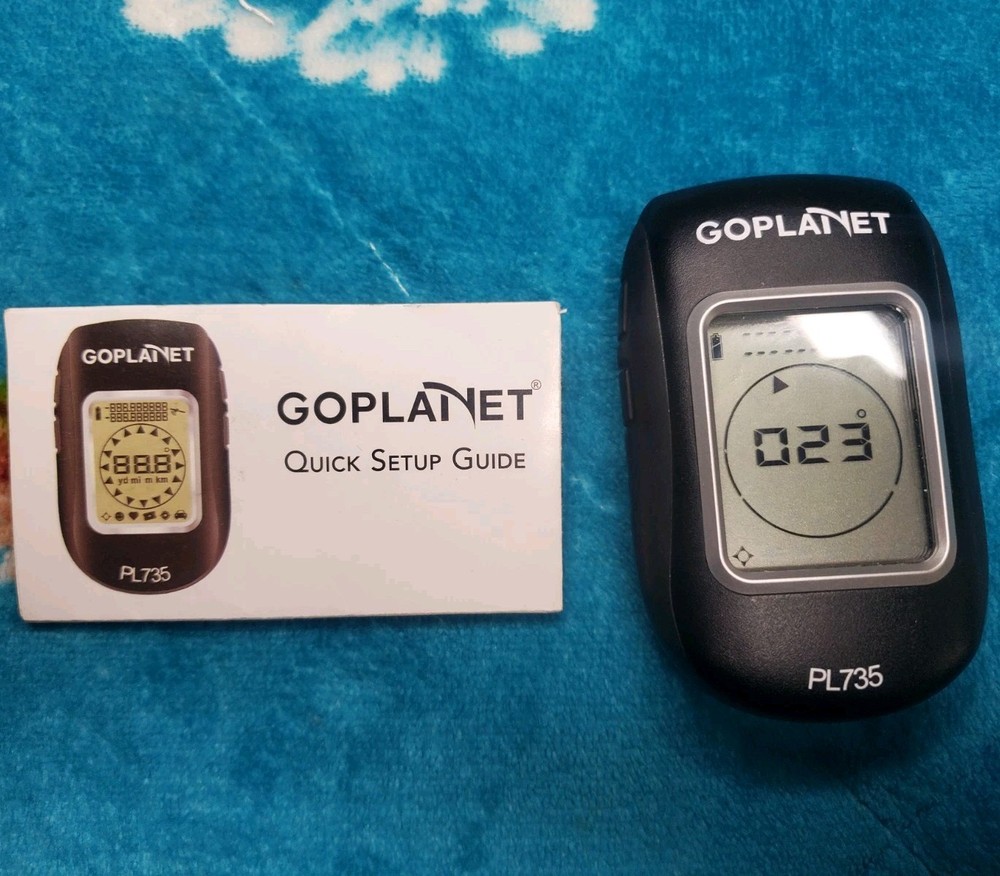 GOPLANET
888
yd mi m km
PL735
GOPLANET®
QUICK SETUP GUIDE
GOPLANET
------
------
023°
PL735